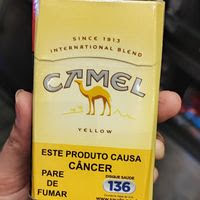 SINCE 1913
INTERNATIONAL BLEND
CAMEL
YELLOW
ESTE PRODUTO CAUSA
CÂNCER
PARE
DE
FUMAR
DISQUE SAÚDE
136